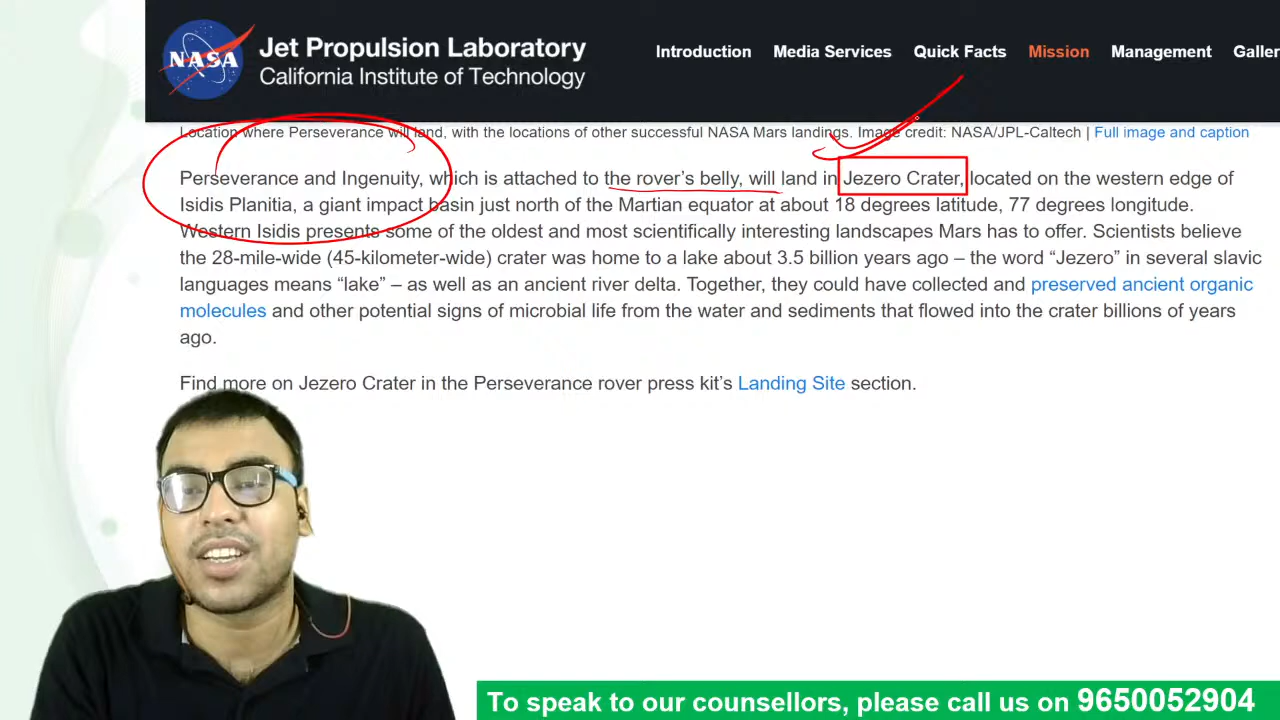 NASA
Jet Propulsion Laboratory
California Institute of Technology
Introduction Media Services Quick Facts Mission Management Galler
Location where Perseverance will land, with the locations of other successful NASA Mars landings. Image credit: NASA/JPL-Caltech | Full image and caption
Perseverance and Ingenuity, which is attached to the rover's belly, will land in Jezero Crater, located on the western edge of
Isidis Planitia, a giant impact basin just north of the Martian equator at about 18 degrees latitude, 77 degrees longitude.
Western Isidis presents some of the oldest and most scientifically interesting landscapes Mars has to offer. Scientists believe
the 28-mile-wide (45-kilometer-wide) crater was home to a lake about 3.5 billion years ago – the word “Jezero” in several slavic
languages means “lake” – as well as an ancient river delta. Together, they could have collected and preserved ancient organic
molecules and other potential signs of microbial life from the water and sediments that flowed into the crater billions of years
ago.
Find more on Jezero Crater in the Perseverance rover press kit's Landing Site section.
To speak to our counsellors, please call us on 9650052904